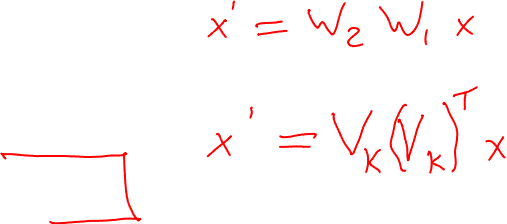 x' = W₂ W₁ x
x' = V_K (V_K)^T x